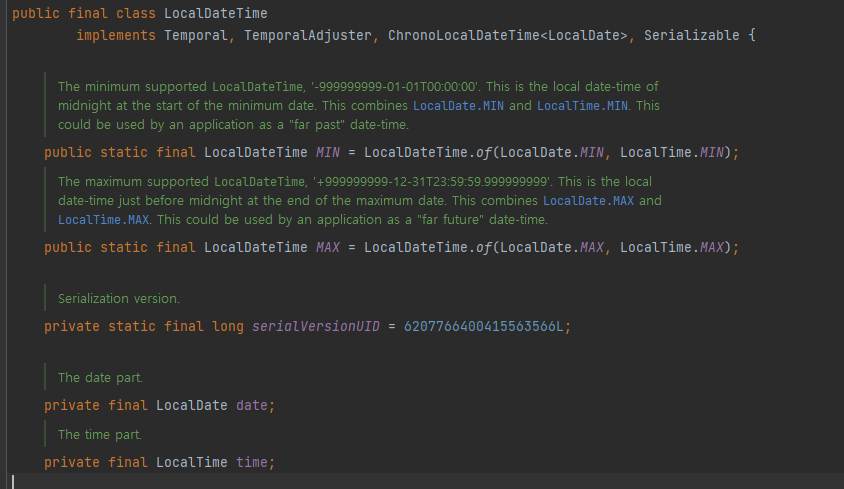 public final class LocalDateTime
implements Temporal, TemporalAdjuster, ChronoLocalDateTime<LocalDate>, Serializable {
The minimum supported LocalDateTime, '-999999999-01-01T00:00:00'. This is the local date-time of
midnight at the start of the minimum date. This combines LocalDate.MIN and LocalTime.MIN. This
could be used by an application as a "far past" date-time.
public static final LocalDateTime MIN = LocalDateTime.of(LocalDate.MIN, LocalTime.MIN);
The maximum supported LocalDateTime, '+999999999-12-31T23:59:59.999999999'. This is the local
date-time just before midnight at the end of the maximum date. This combines LocalDate.MAX and
LocalTime.MAX. This could be used by an application as a "far future" date-time.
public static final LocalDateTime MAX = LocalDateTime.of(LocalDate.MAX, LocalTime.MAX);
Serialization version.
private static final long serialVersionUID = 6207766400415563566L;
The date part.
private final LocalDate date;
The time part.
private final LocalTime time;